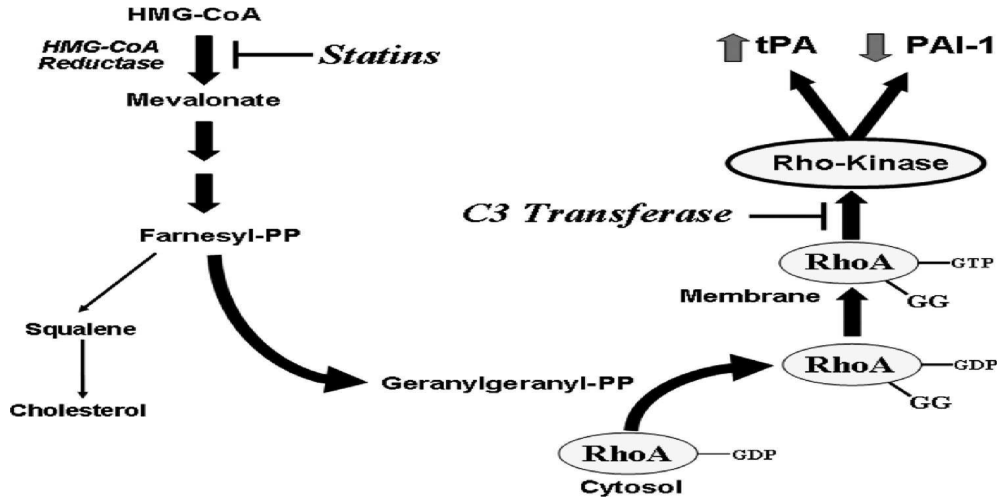 HMG-CoA
HMG-CoA
Reductase
Statins
Mevalonate
Farnesyl-PP
Squalene
Cholesterol
Geranylgeranyl-PP
RhoA
GDP
Cytosol
RhoA
GDP
GG
Membrane
RhoA
GTP
GG
C3 Transferase
Rho-Kinase
tPA
PAI-1